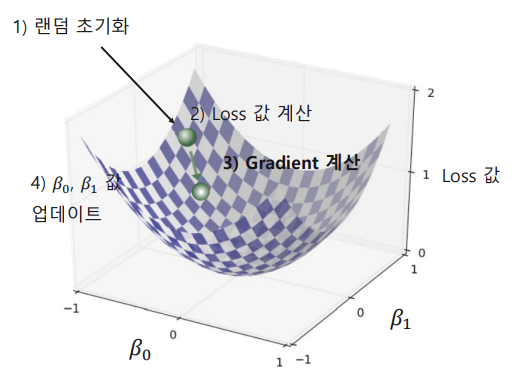 1) 랜덤 초기화
2) Loss 값 계산
3) Gradient 계산
4) β₀, β₁ 값
업데이트
Loss 값
2
1
0
1
0
−1
−1
0
1
β₀
β₁